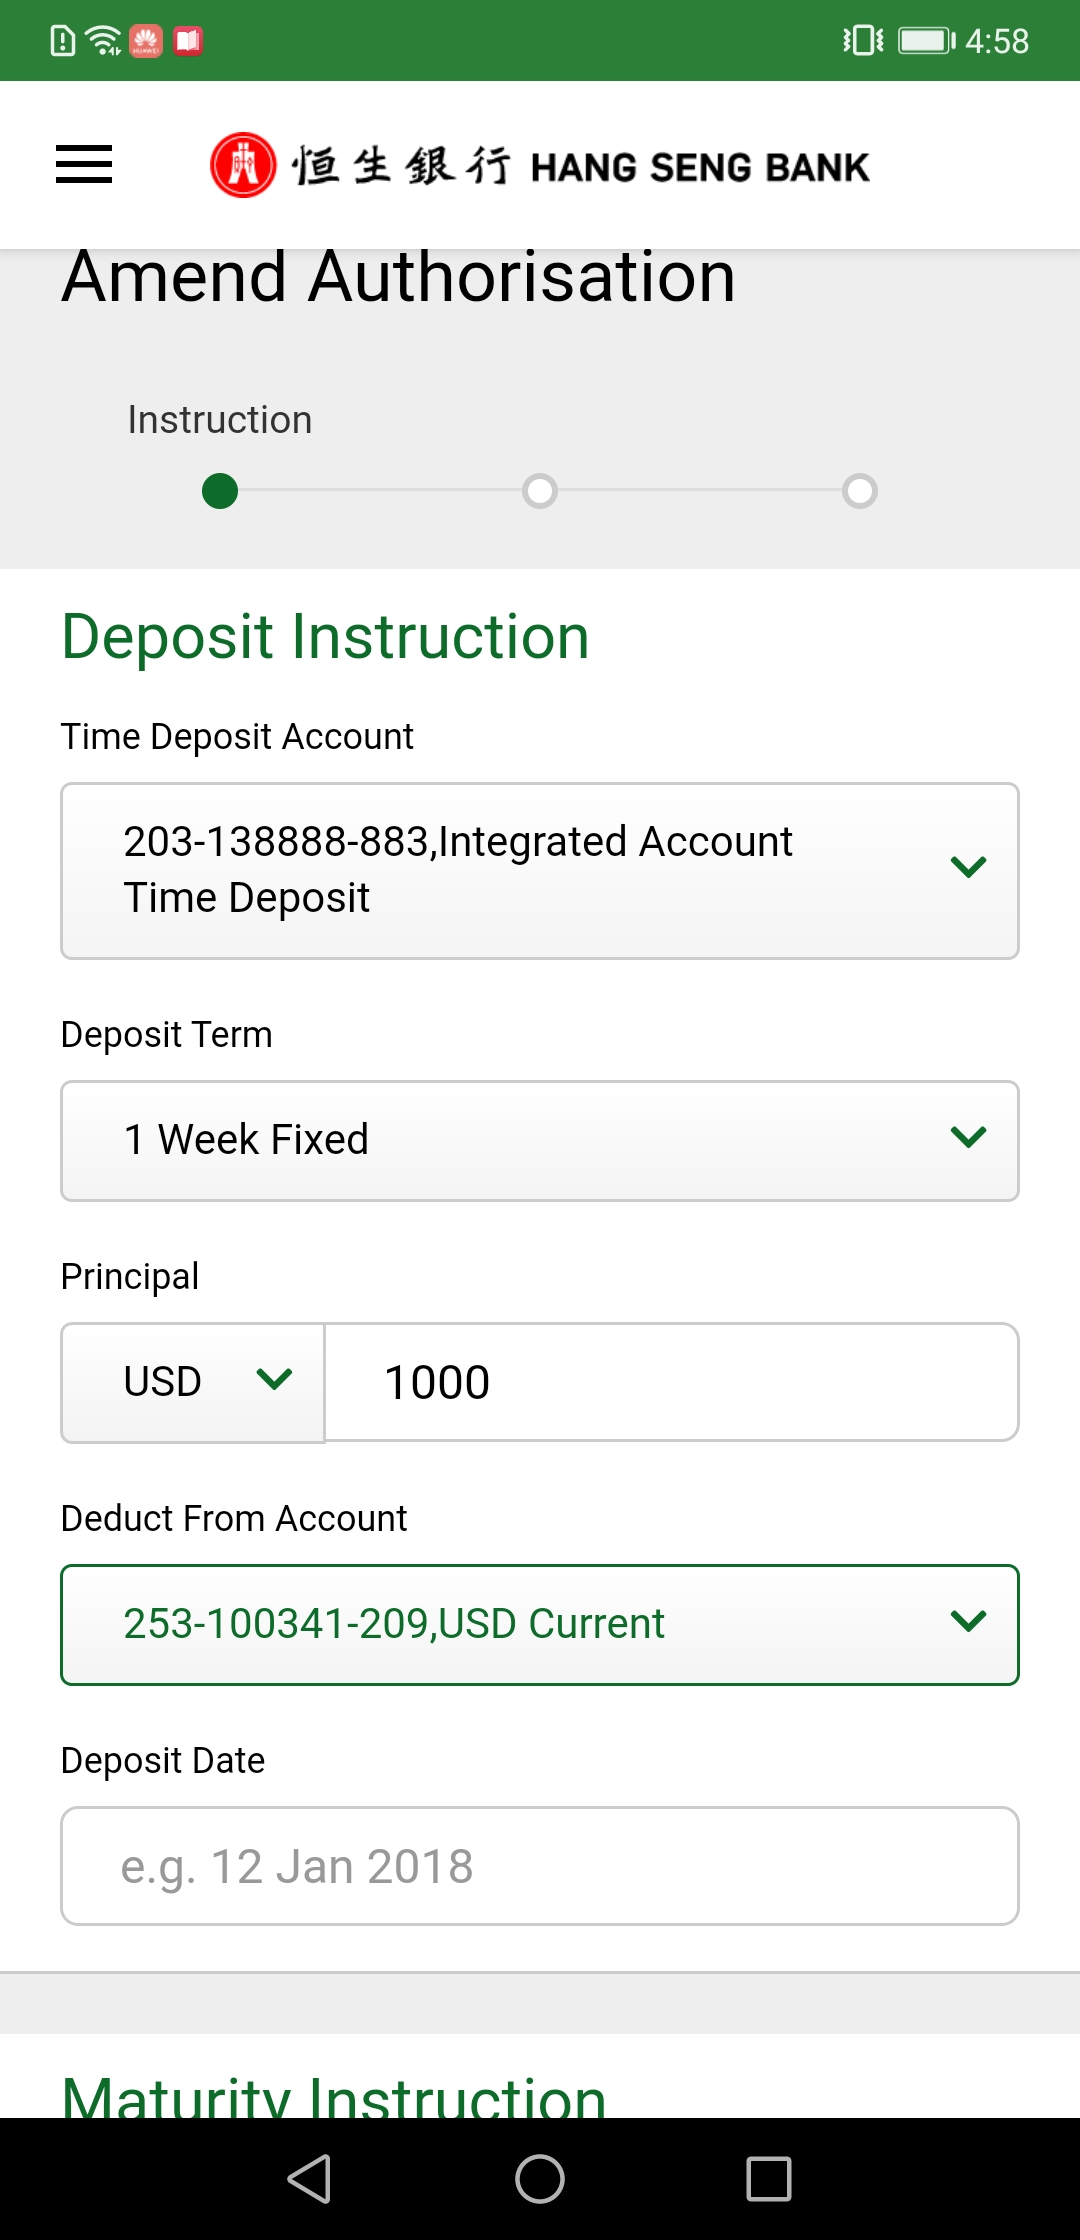 4:58
恒生銀行 HANG SENG BANK
Amend Authorisation
Instruction
Deposit Instruction
Time Deposit Account
203-138888-883,Integrated Account
Time Deposit
Deposit Term
1 Week Fixed
Principal
USD 1000
Deduct From Account
253-100341-209,USD Current
Deposit Date
e.g. 12 Jan 2018
Maturity Instruction